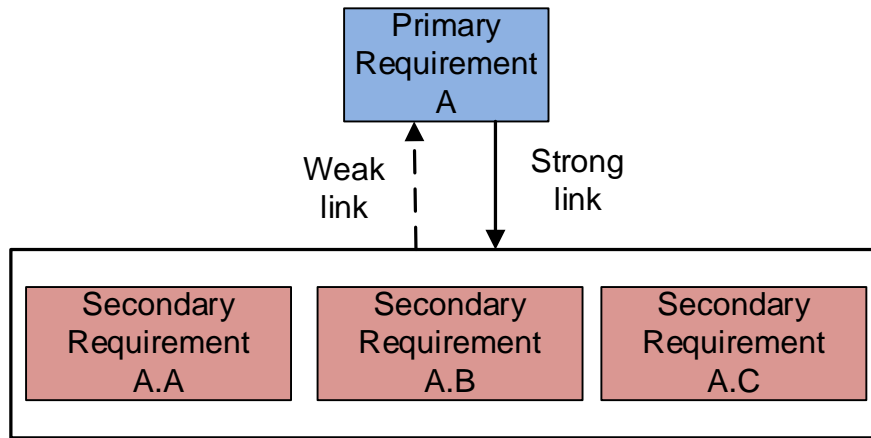 Primary
Requirement
A
Weak
link
Strong
link
Secondary
Requirement
A.A
Secondary
Requirement
A.B
Secondary
Requirement
A.C